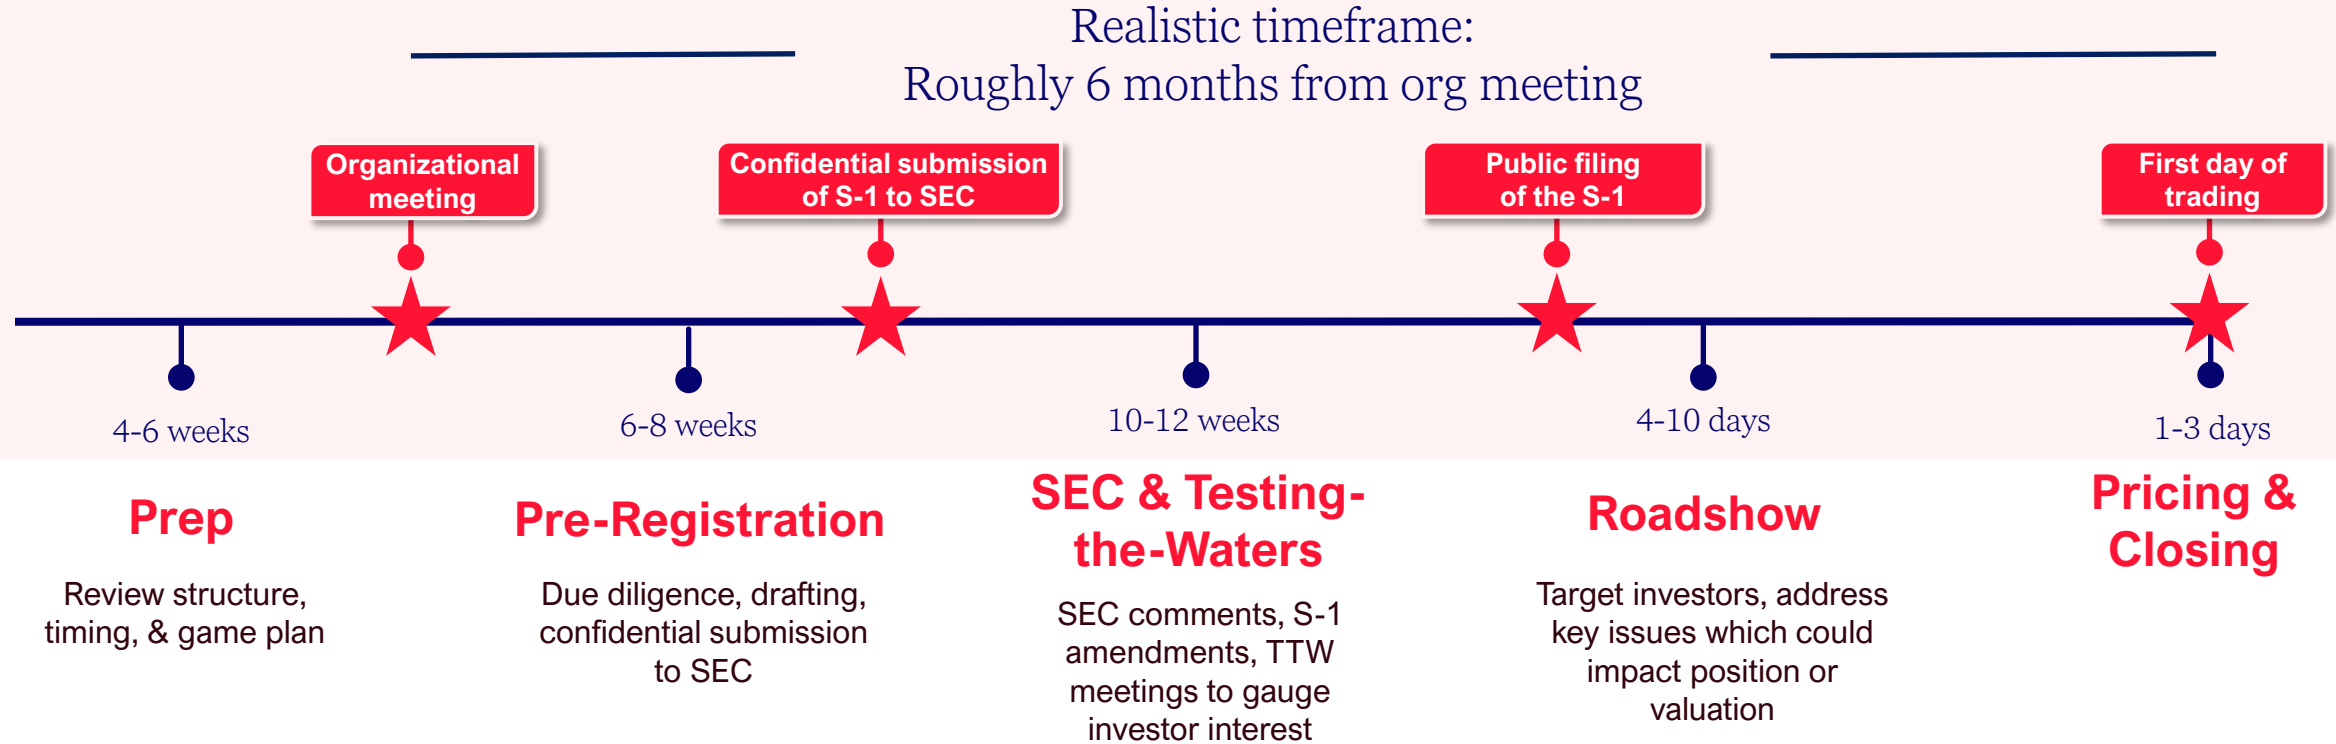 Realistic timeframe:
Roughly 6 months from org meeting
Organizational
meeting
Confidential submission
of S-1 to SEC
Public filing
of the S-1
First day of
trading
4-6 weeks
6-8 weeks
10-12 weeks
4-10 days
1-3 days
Prep
Review structure,
timing, & game plan
Pre-Registration
Due diligence, drafting,
confidential submission
to SEC
SEC & Testing-
the-Waters
SEC comments, S-1
amendments, TTW
meetings to gauge
investor interest
Roadshow
Target investors, address
key issues which could
impact position or
valuation
Pricing &
Closing